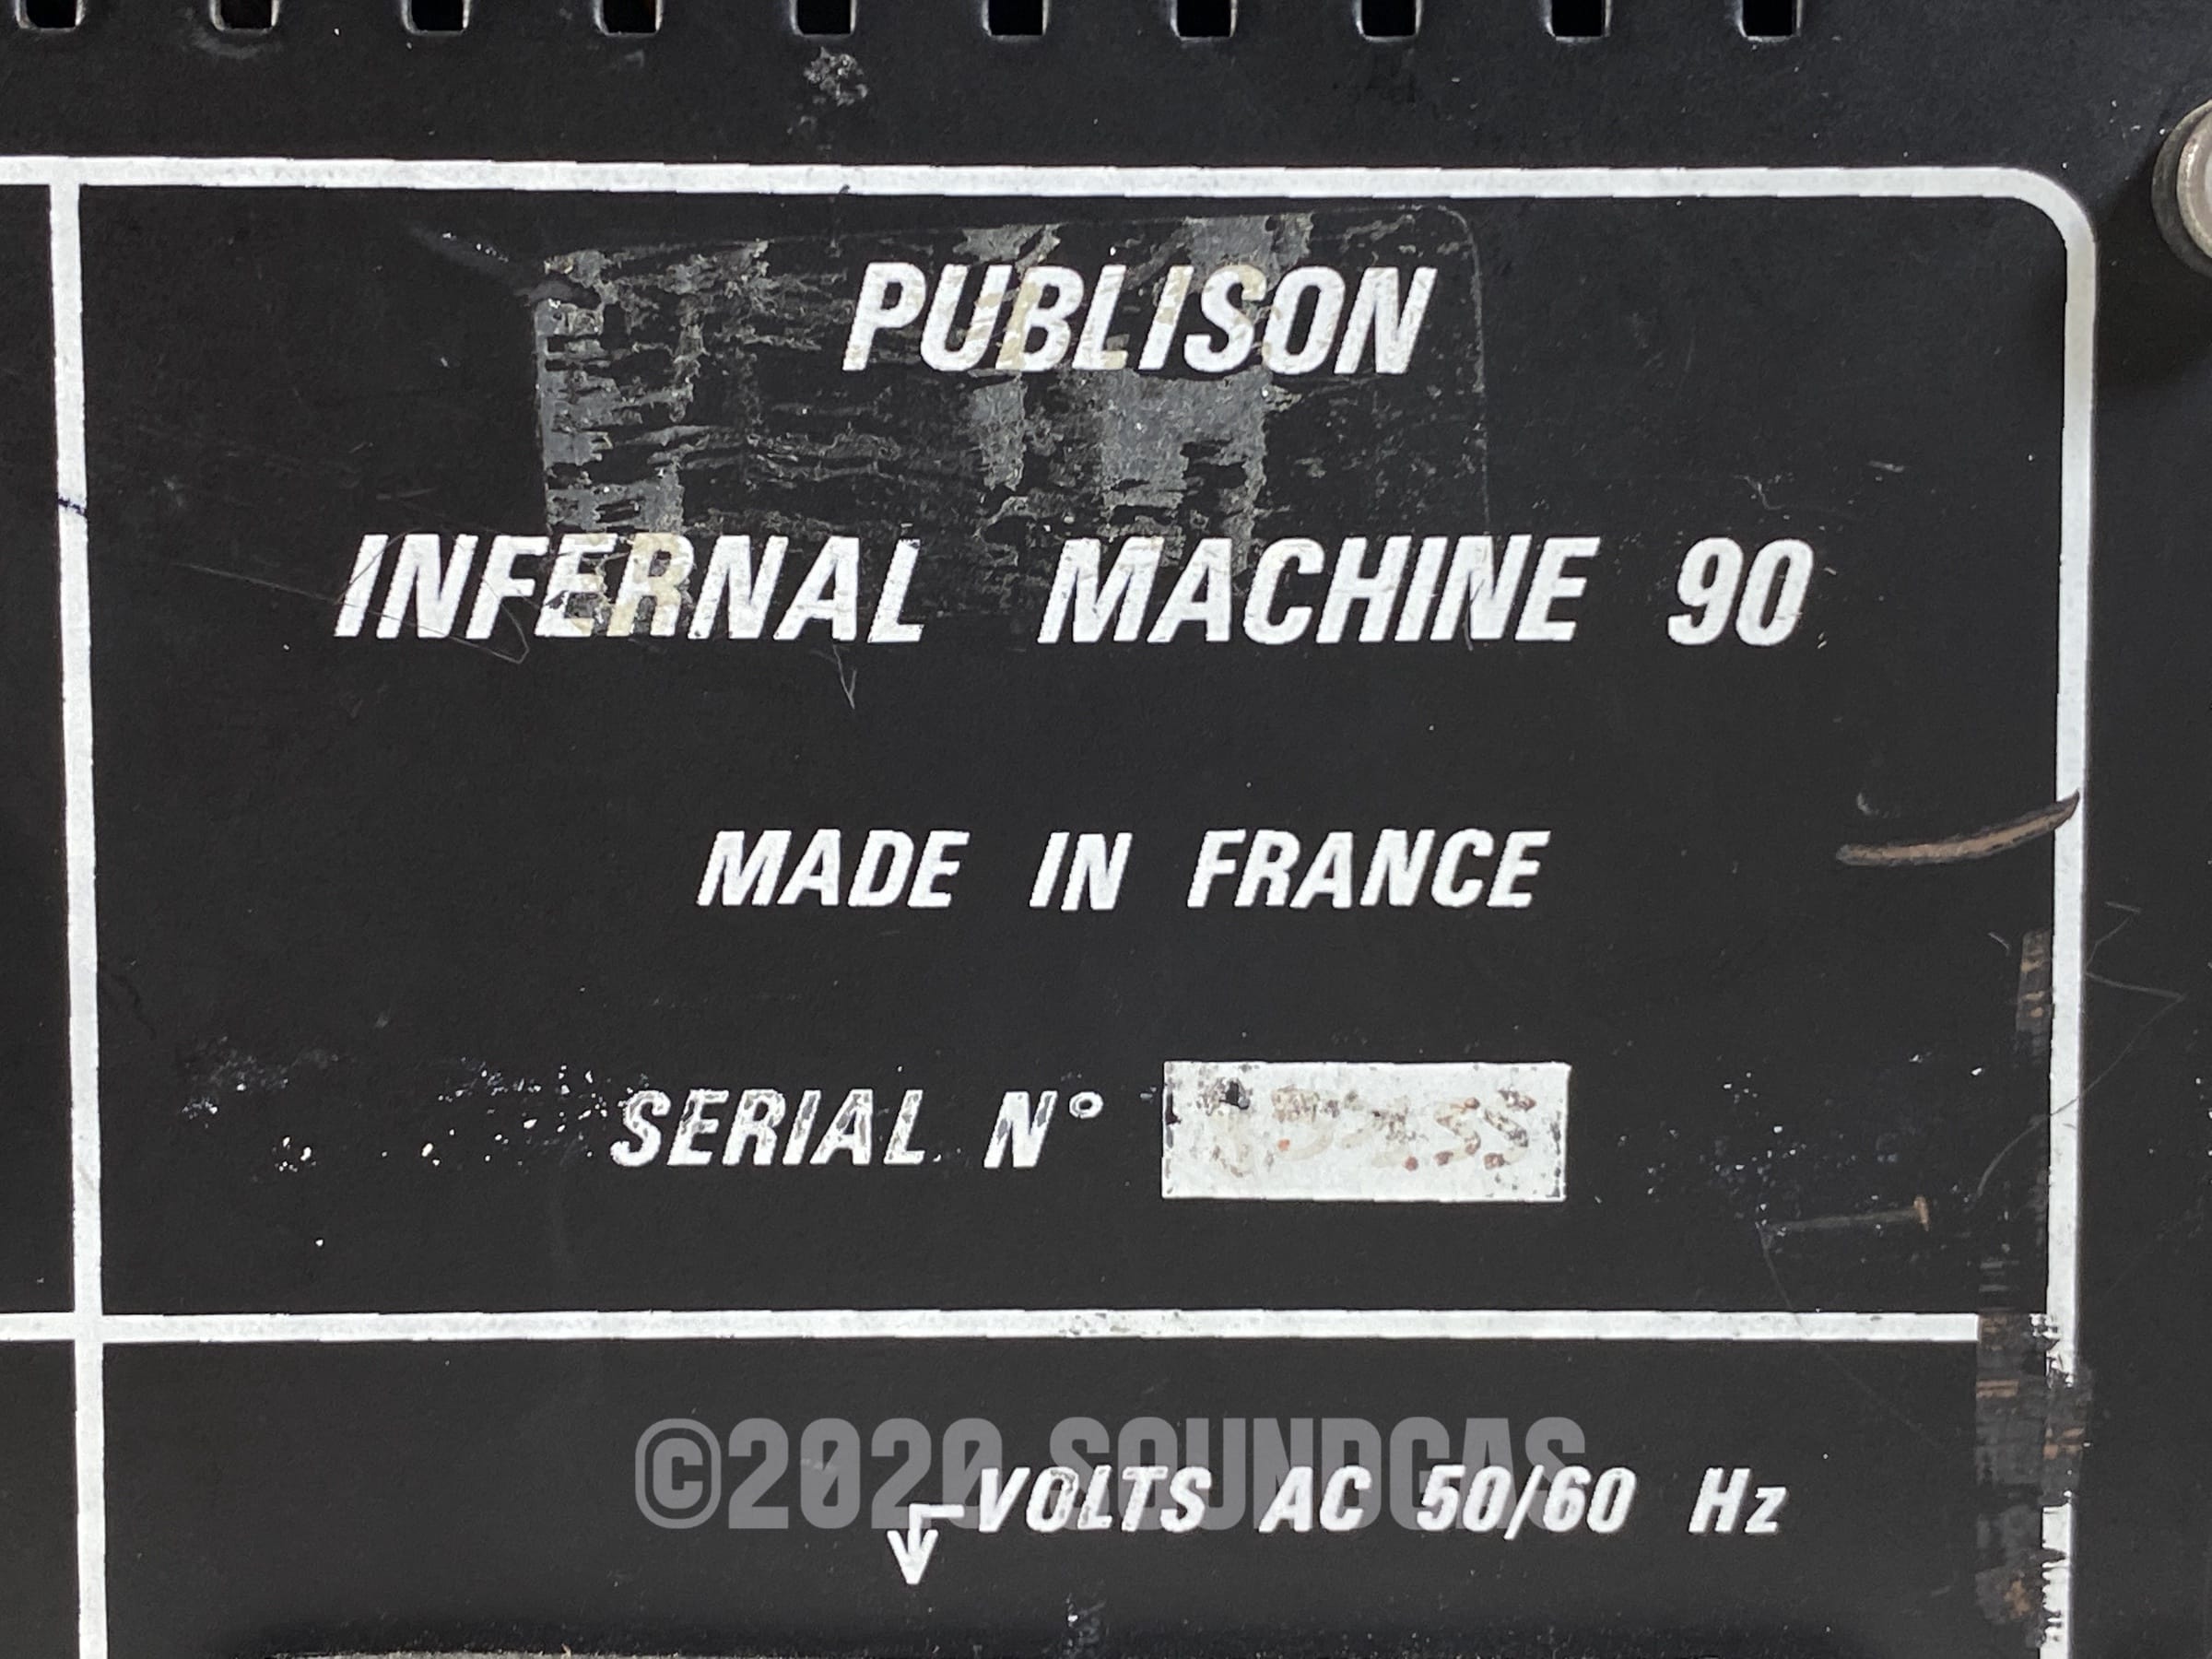 PUBLISON
INFERNAL MACHINE 90
MADE IN FRANCE
SERIAL N°
©2020 SOUNDGAS
VOLTS AC 50/60 Hz